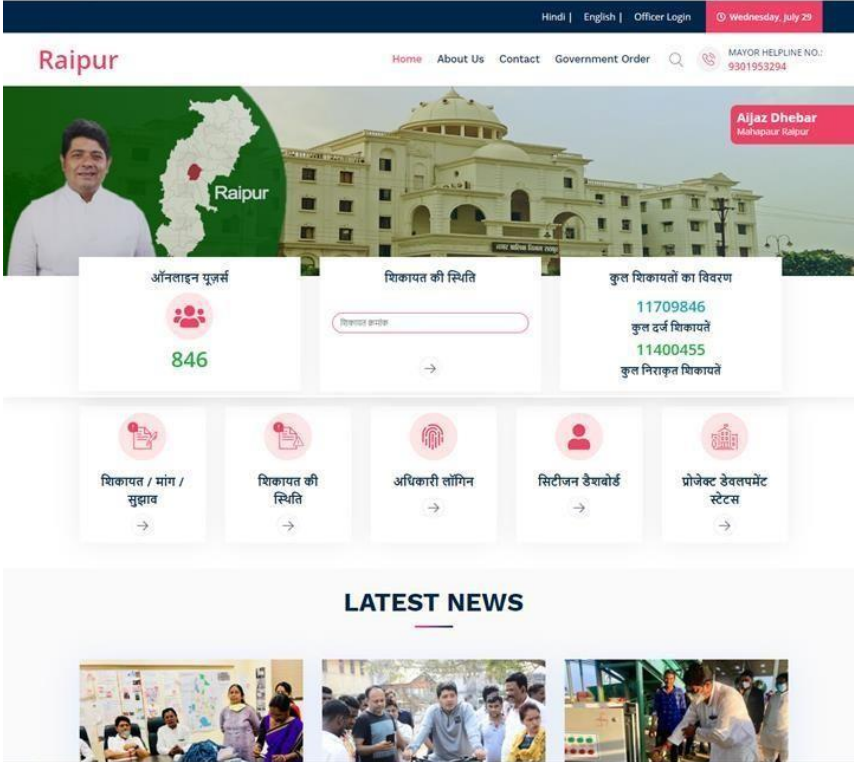 Hindi | English | Officer Login Wednesday, July 29
Raipur
Home About Us Contact Government Order
MAYOR HELPLINE NO.:
9301953294
Aijaz Dhebar
Mahapaur Raipur
Raipur
ऑनलाइन यूज़र्स
846
शिकायत की स्थिति
शिकायत क्रमांक
कुल शिकायतों का विवरण
11709846
कुल दर्ज शिकायतें
11400455
कुल निराकृत शिकायतें
शिकायत / मांग /
सुझाव
शिकायत की
स्थिति
अधिकारी लॉगिन
सिटीजन डैशबोर्ड
प्रोजेक्ट डेवलपमेंट
स्टेटस
LATEST NEWS